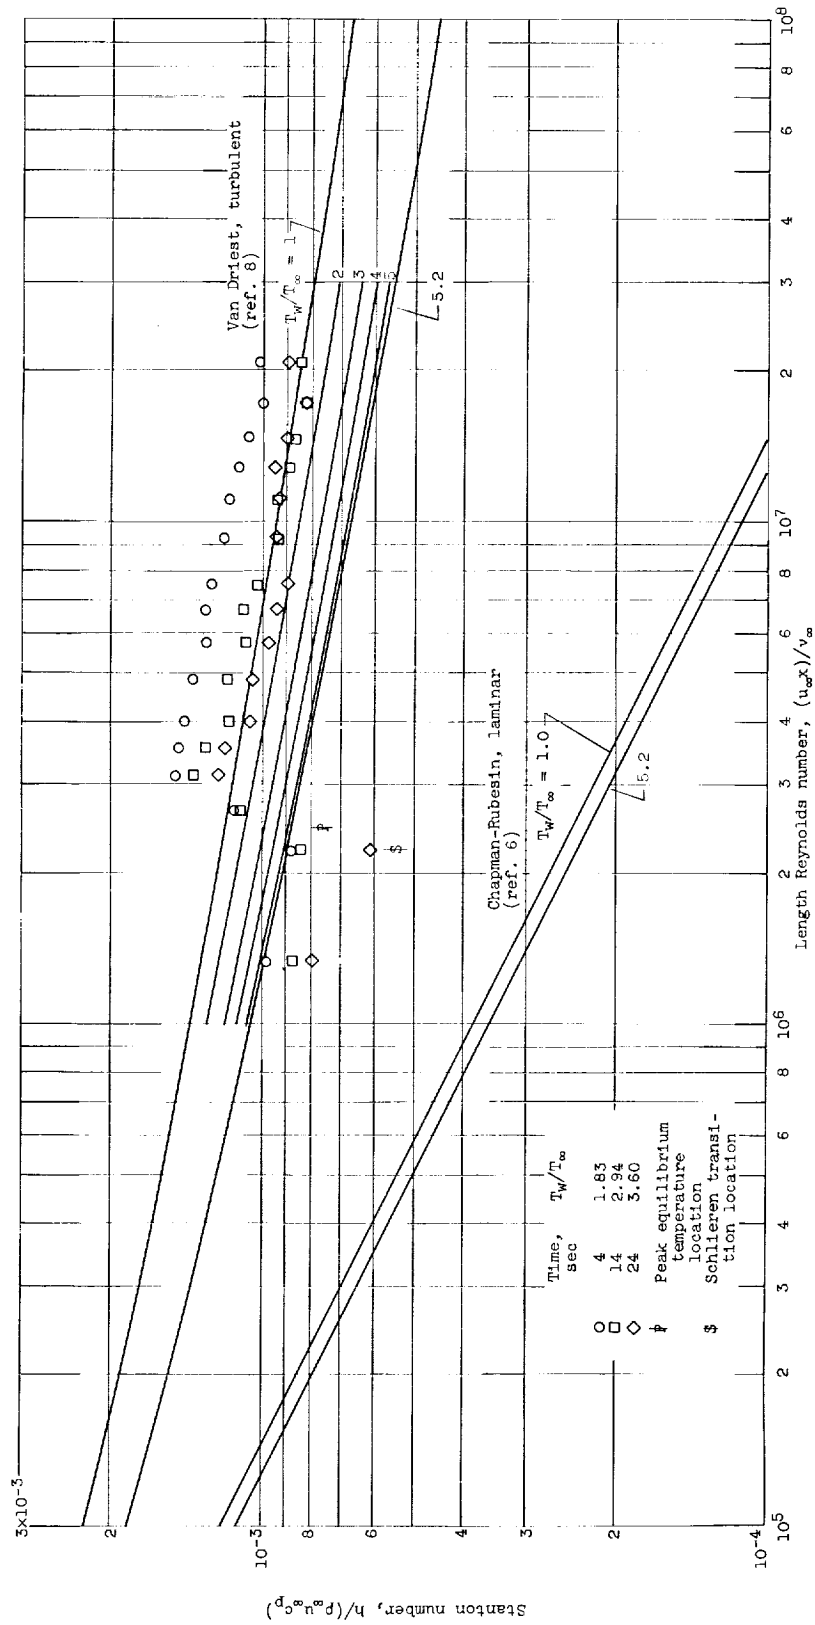 3×10-3
2
10-3
8
6
4
3
2
10-4
Stanton number, h/(ρ∞u∞cp)
10⁵
2
3
4
6
8
10⁶
2
3
4
6
8
10⁷
2
3
4
6
8
10⁸
Length Reynolds number, (u∞x)/ν∞
Van Driest, turbulent
(ref. 8)
Tw/T∞ = 1
2
3
4
5
5.2
Chapman-Rubesin, laminar
(ref. 6)
Tw/T∞ = 1.0
5.2
Time, Tw/T∞
sec
4 1.83
14 2.94
24 3.60
Peak equilibrium
temperature
location
Schlieren transi-
tion location